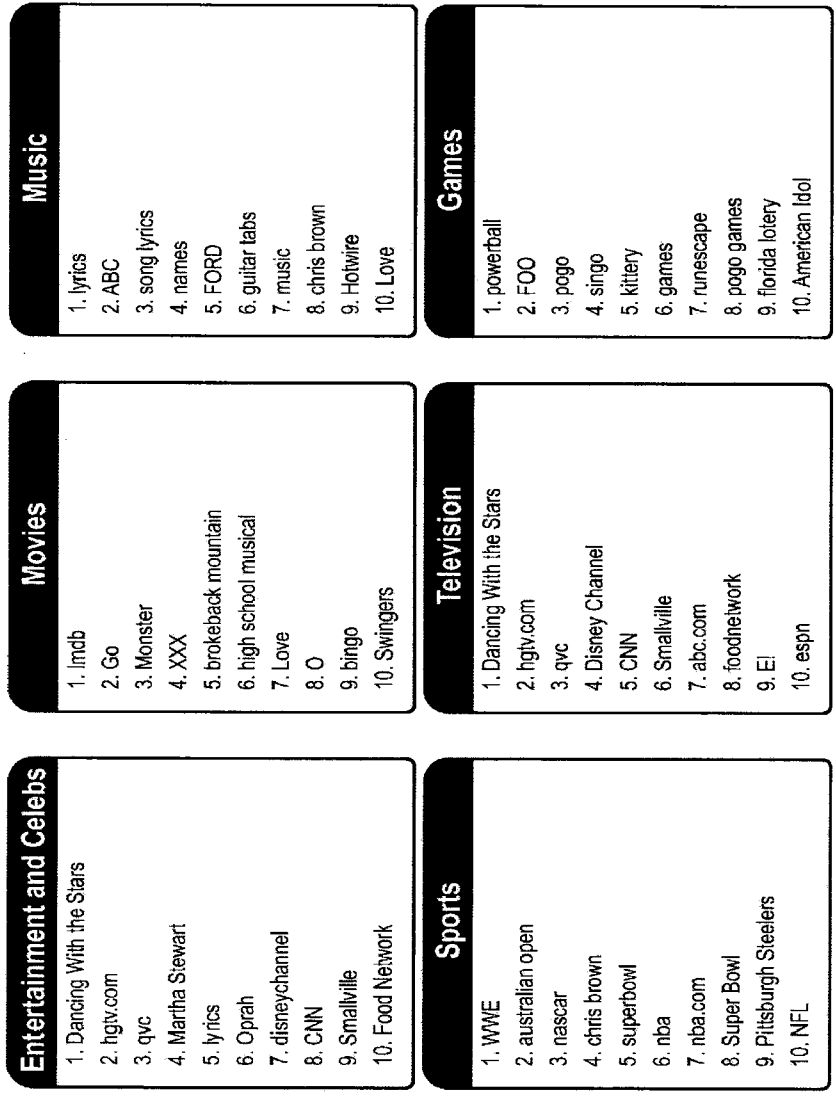 Entertainment and Celebs
1. Dancing With the Stars
2. hgtv.com
3. qvc
4. Martha Stewart
5. lyrics
6. Oprah
7. disneychannel
8. CNN
9. Smallville
10. Food Network
Movies
1. Imdb
2. Go
3. Monster
4. XXX
5. brokeback mountain
6. high school musical
7. Love
8. O
9. bingo
10. Swingers
Music
1. lyrics
2. ABC
3. song lyrics
4. names
5. FORD
6. guitar tabs
7. music
8. chris brown
9. Hotwire
10. Love
Sports
1. WWE
2. australian open
3. nascar
4. chris brown
5. superbowl
6. nba
7. nba.com
8. Super Bowl
9. Pittsburgh Steelers
10. NFL
Television
1. Dancing With the Stars
2. hgtv.com
3. qvc
4. Disney Channel
5. CNN
6. Smallville
7. abc.com
8. foodnetwork
9. E!
10. espn
Games
1. powerball
2. FOO
3. pogo
4. singo
5. kittery
6. games
7. runescape
8. pogo games
9. florida lotery
10. American Idol